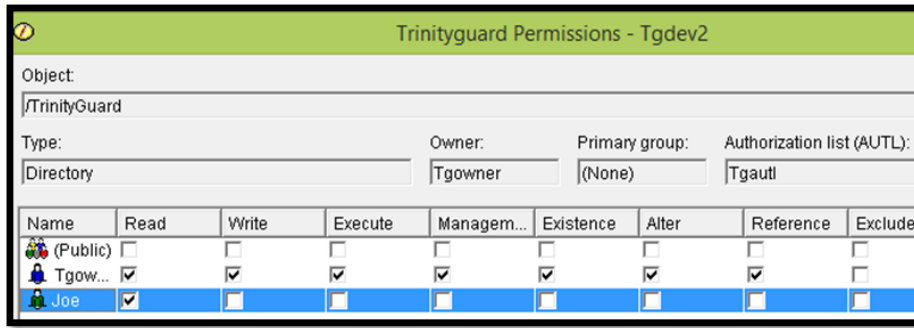 Trinityguard Permissions - Tgdev2
Object:
/TrinityGuard
Type: Owner: Primary group: Authorization list (AUTL):
Directory Tgowner (None) Tgautl
Name Read Write Execute Managem... Existence Alter Reference Exclude
(Public)
Tgow...
Joe